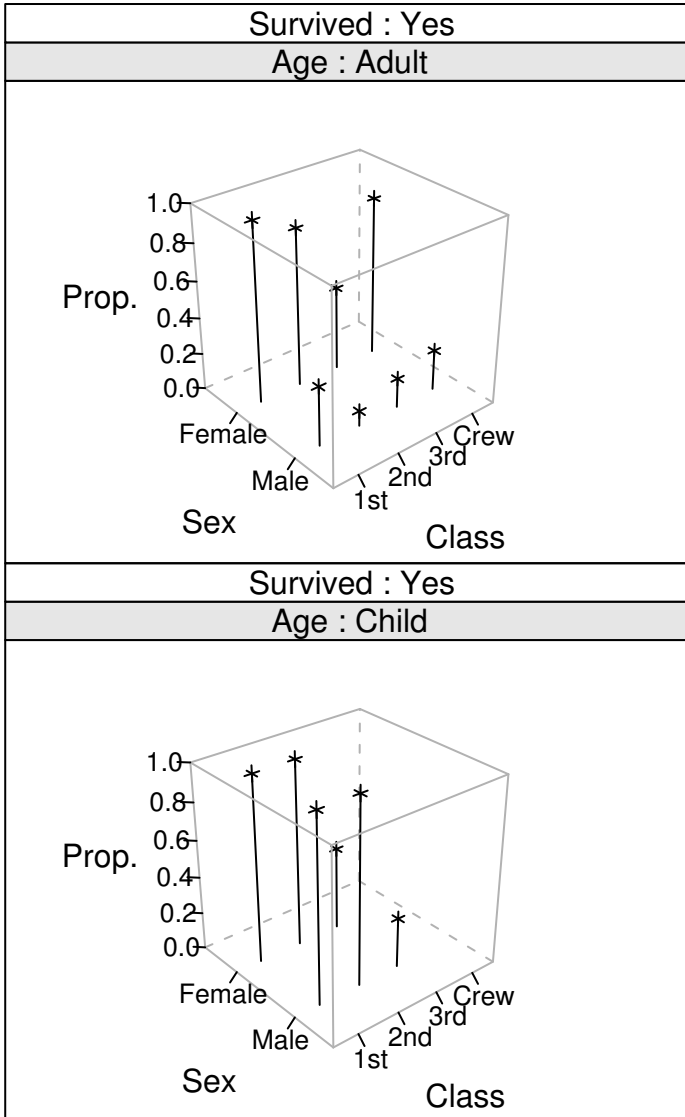 Survived : Yes
Age : Adult
1.0
0.8
0.6
Prop.
0.4
0.2
0.0
Female
Male
Sex
1st
2nd
3rd
Crew
Class
Survived : Yes
Age : Child
1.0
0.8
0.6
Prop.
0.4
0.2
0.0
Female
Male
Sex
1st
2nd
3rd
Crew
Class